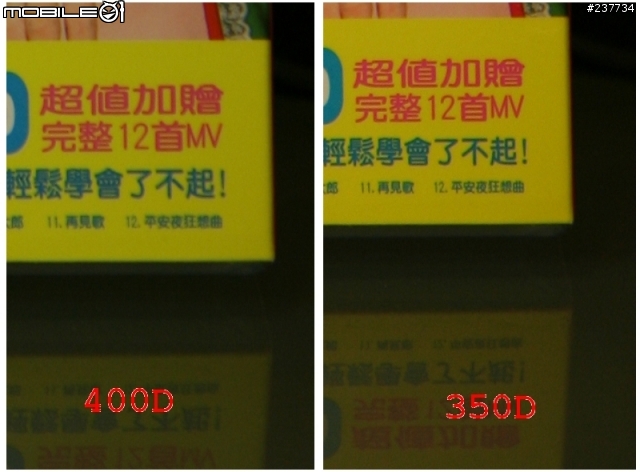 MOBILE01
#237734
超值加贈
完整12首MV
輕鬆學會了不起!
郎 11.再見歌 12.平安夜狂想曲
400D
超值加贈
完整12首MV
輕鬆學會了不起!
郎 11.再見歌 12.平安夜狂想曲
350D